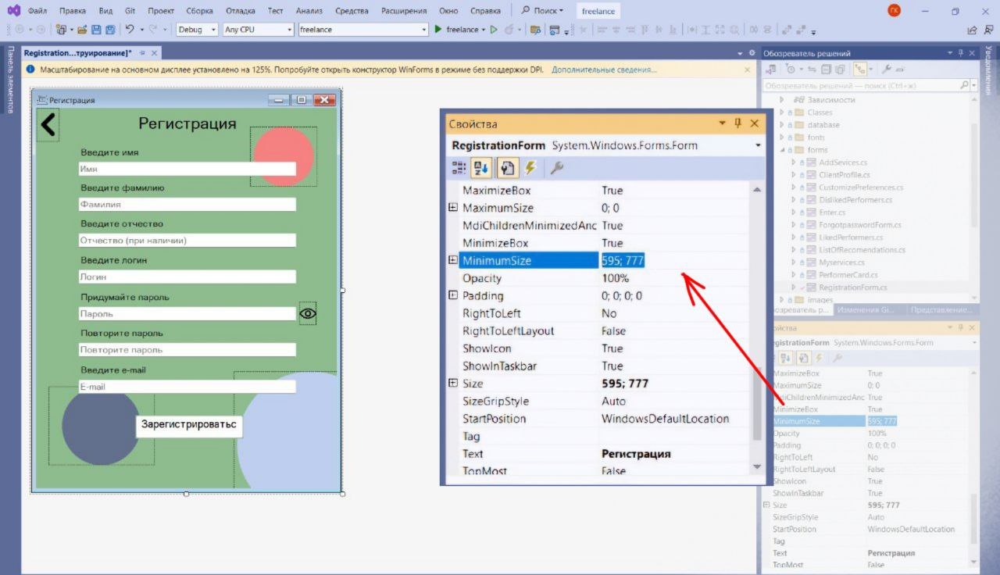 Файл Правка Вид Git Проект Сборка Отладка Тест Анализ Средства Расширения Окно Справка Поиск freelance ГК
Debug Any CPU freelance freelance
Панель элементов
Registration...труирование]*
Масштабирование на основном дисплее установлено на 125%. Попробуйте открыть конструктор WinForms в режиме без поддержки DPI. Дополнительные сведения...
Регистрация
Регистрация
Введите имя
Имя
Введите фамилию
Фамилия
Введите отчество
Отчество (при наличии)
Введите логин
Логин
Придумайте пароль
Пароль
Повторите пароль
Повторите пароль
Введите e-mail
E-mail
Зарегистрироватьс
Свойства
RegistrationForm System.Windows.Forms.Form
MaximizeBox True
MaximumSize 0; 0
MdiChildrenMinimizedAnc True
MinimizeBox True
MinimumSize 595; 777
Opacity 100%
Padding 0; 0; 0; 0
RightToLeft No
RightToLeftLayout False
ShowIcon True
ShowInTaskbar True
Size 595; 777
SizeGripStyle Auto
StartPosition WindowsDefaultLocation
Tag
Text Регистрация
TopMost False
Обозреватель решений
Обозреватель решений — поиск (Ctrl+ж)
Зависимости
Classes
database
fonts
forms
AddSevices.cs
ClientProfile.cs
CustomizePreferences.cs
DislikedPerformers.cs
Enter.cs
ForgotpasswordForm.cs
LikedPerformers.cs
ListOfRecomendations.cs
Myservices.cs
PerformerCard.cs
RegistrationForm.cs
images
озреватель р... Изменения Gi... Представление...
ойства
gistrationForm System.Windows.Forms.Form
MaximizeBox True
MaximumSize 0; 0
MdiChildrenMinimizedAnc True
MinimizeBox True
MinimumSize 595; 777
Opacity 100%
Padding 0; 0; 0; 0
RightToLeft No
RightToLeftLayout False
ShowIcon True
ShowInTaskbar True
Size 595; 777
SizeGripStyle Auto
StartPosition WindowsDefaultLocation
Tag
Text Регистрация
TopMost False
Уведомления